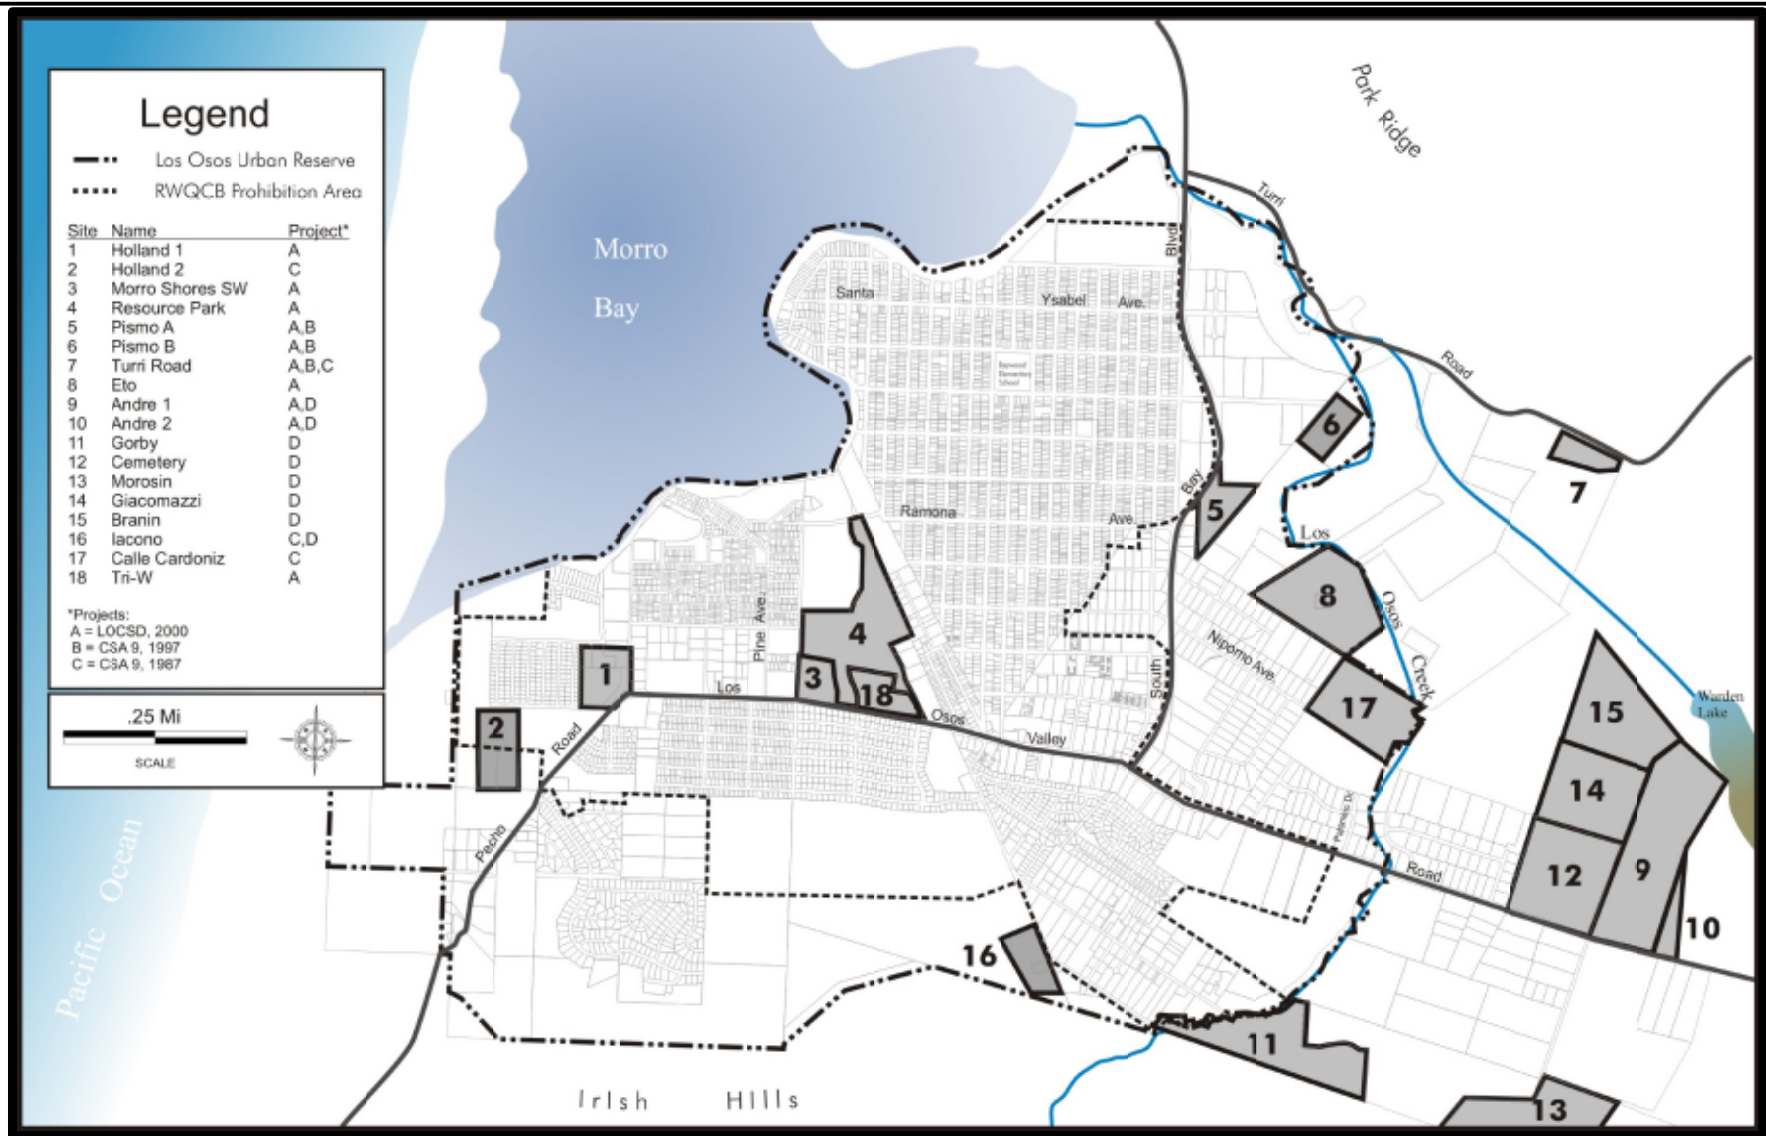 Legend
Los Osos Urban Reserve
RWQCB Prohibition Area
Site Name Project*
1 Holland 1 A
2 Holland 2 C
3 Morro Shores SW A
4 Resource Park A
5 Pismo A A,B
6 Pismo B A,B
7 Turri Road A,B,C
8 Eto A
9 Andre 1 A,D
10 Andre 2 A,D
11 Gorby D
12 Cemetery D
13 Morosin D
14 Giacomazzi D
15 Branin D
16 Iacono C,D
17 Calle Cardoniz C
18 Tri-W A
*Projects:
A = LOCSD, 2000
B = CSA 9, 1997
C = CSA 9, 1987
.25 Mi
SCALE
Pacific Ocean
Morro
Bay
Park Ridge
Turri
Road
Blvd
Santa Ysabel Ave.
Baywood
Elementary
School
6
7
Bay
5
Ramona Ave.
Los
Osos
Creek
8
Nipomo Ave.
Pine Ave.
4
1
3
18
2
Los
Osos
Valley
Road
South
17
Warden
Lake
15
14
12
9
10
Palomino Dr.
Road
Pecho
16
11
13
Irish Hills